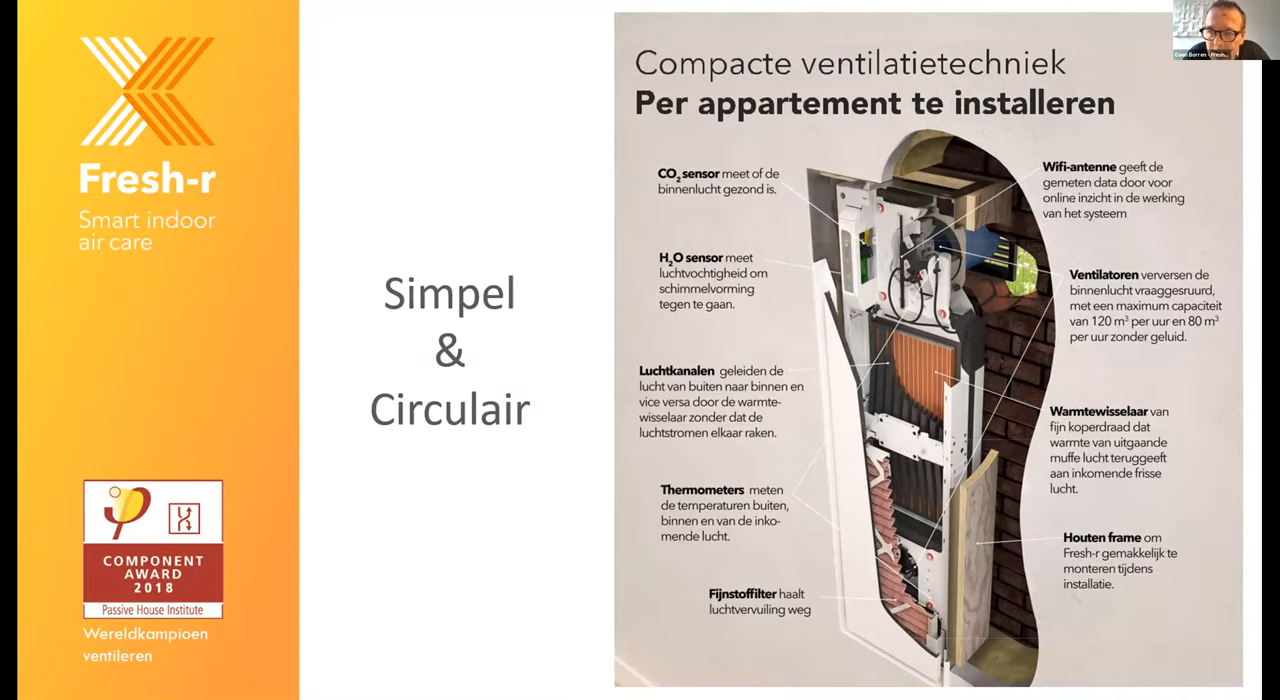 Fresh-r
Smart indoor
air care
COMPONENT
AWARD
2018
Passive House Institute
Wereldkampioen
ventileren
Simpel
&
Circulair
Compacte ventilatietechniek
Per appartement te installeren
CO₂ sensor meet of de
binnenlucht gezond is.
H₂O sensor meet
luchtvochtigheid om
schimmelvorming
tegen te gaan.
Luchtkanalen geleiden de
lucht van buiten naar binnen en
vice versa door de warmte-
wisselaar zonder dat de
luchtstromen elkaar raken.
Thermometers meten
de temperaturen buiten,
binnen en van de inko-
mende lucht.
Fijnstoffilter haalt
luchtvervuiling weg
Wifi-antenne geeft de
gemeten data door voor
online inzicht in de werking
van het systeem
Ventilatoren verversen de
binnenlucht vraaggesruurd,
met een maximum capaciteit
van 120 m³ per uur en 80 m³
per uur zonder geluid.
Warmtewisselaar van
fijn koperdraad dat
warmte van uitgaande
muffe lucht teruggeeft
aan inkomende frisse
lucht.
Houten frame om
Fresh-r gemakkelijk te
monteren tijdens
installatie.
Coen Borren - Fresh...